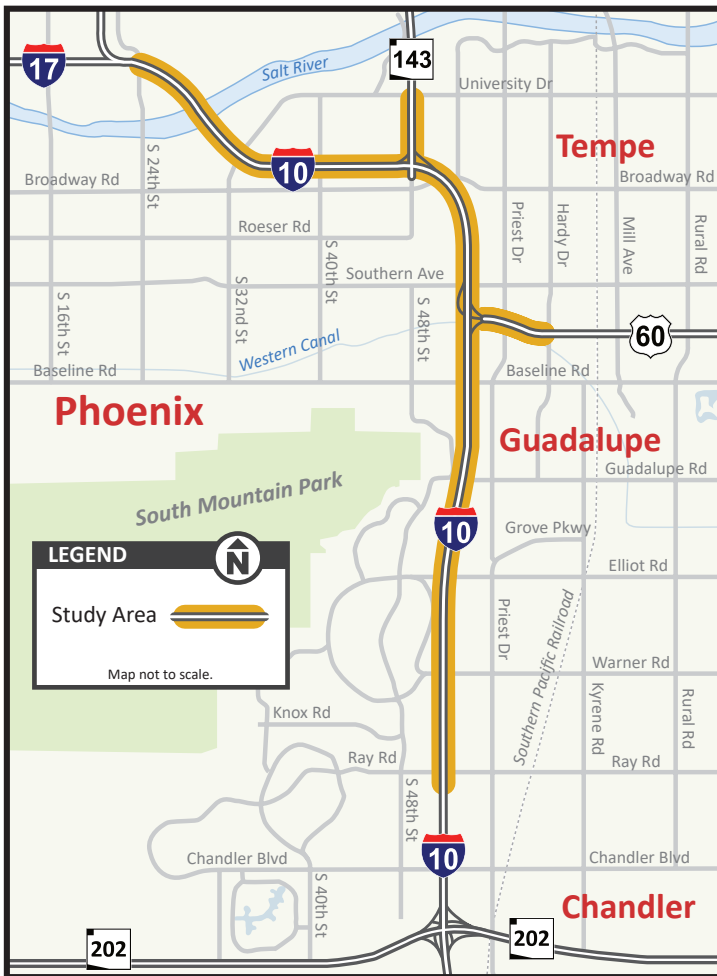 17
Salt River
143
University Dr
S 24th St
Tempe
10
Broadway Rd
Broadway Rd
Roeser Rd
Priest Dr
Hardy Dr
Mill Ave
Rural Rd
S 40th St
Southern Ave
S 32nd St
S 16th St
S 48th St
Western Canal
60
Baseline Rd
Baseline Rd
Phoenix
Guadalupe
Guadalupe Rd
South Mountain Park
10
Grove Pkwy
LEGEND
N
Elliot Rd
Study Area
Priest Dr
Southern Pacific Railroad
Warner Rd
Map not to scale.
Kyrene Rd
Rural Rd
Knox Rd
Ray Rd
Ray Rd
S 48th St
10
Chandler Blvd
Chandler Blvd
S 40th St
Chandler
202
202